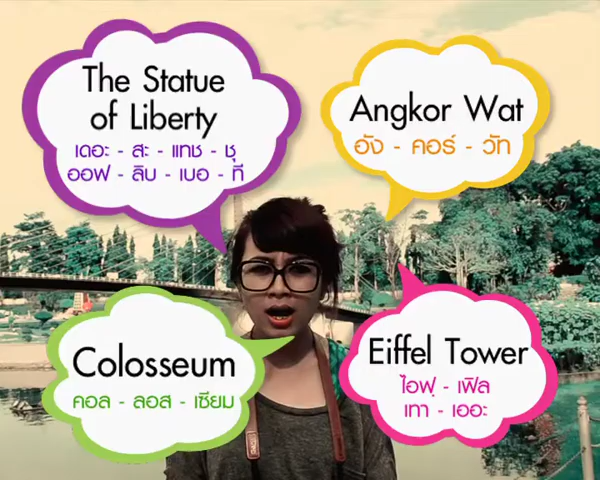 The Statue
of Liberty
เดอะ - สะ - แทช - ชุ
ออฟ - ลิบ - เบอ - ที
Angkor Wat
อัง - คอร์ - วัท
Colosseum
คอล - ลอส - เซียม
Eiffel Tower
ไอฟฺ - เฟิล
เทา - เออะ